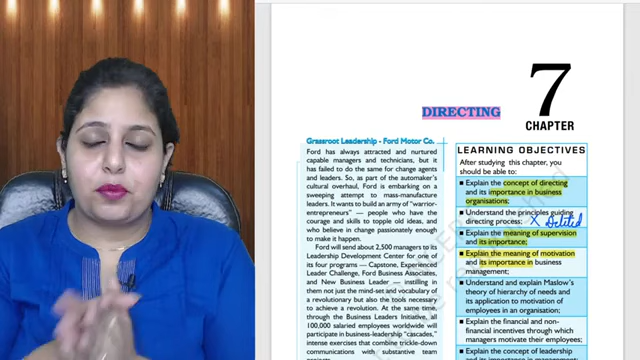 7
DIRECTING
CHAPTER
Grassroot Leadership - Ford Motor Co.
Ford has always attracted and nurtured
capable managers and technicians, but it
has failed to do the same for change agents
and leaders. So, as part of the automaker's
cultural overhaul, Ford is embarking on a
sweeping attempt to mass-manufacture
leaders. It wants to build an army of "warrior-
entrepreneurs" — people who have the
courage and skills to topple old ideas, and
who believe in change passionately enough
to make it happen.
Ford will send about 2,500 managers to its
Leadership Development Center for one of
its four programs — Capstone, Experienced
Leader Challenge, Ford Business Associates,
and New Business Leader — instilling in
them not just the mind-set and vocabulary of
a revolutionary but also the tools necessary
to achieve a revolution. At the same time,
through the Business Leaders Initiative, all
100,000 salaried employees worldwide will
participate in business-leadership "cascades,"
intense exercises that combine trickle-down
communications with substantive team
projects.
LEARNING OBJECTIVES
After studying this chapter, you
should be able to:
■ Explain the concept of directing
and its importance in business
organisations;
■ Understand the principles guiding
directing process; X Deleted
■ Explain the meaning of supervision
and its importance;
■ Explain the meaning of motivation
and its importance in business
management;
■ Understand and explain Maslow's
theory of hierarchy of needs and
its application to motivation of
employees in an organisation;
■ Explain the financial and non-
financial incentives through which
managers motivate their employees;
■ Explain the concept of leadership